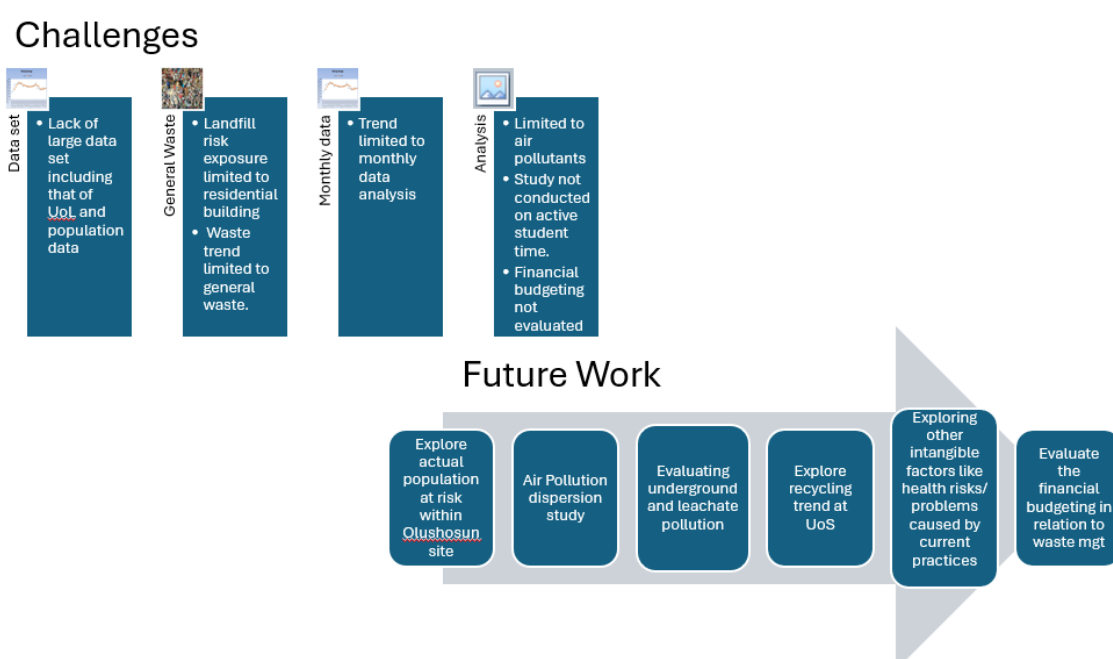 Challenges
Data set
• Lack of
large data
set
including
that of
UoL and
population
data
General Waste
• Landfill
risk
exposure
limited to
residential
building
• Waste
trend
limited to
general
waste.
Monthly data
• Trend
limited to
monthly
data
analysis
Analysis
• Limited to
air
pollutants
• Study not
conducted
on active
student
time.
• Financial
budgeting
not
evaluated
Future Work
Explore
actual
population
at risk
within
Olushosun
site
Air Pollution
dispersion
study
Evaluating
underground
and leachate
pollution
Explore
recycling
trend at
UoS
Exploring
other
intangible
factors like
health risks/
problems
caused by
current
practices
Evaluate
the
financial
budgeting in
relation to
waste mgt